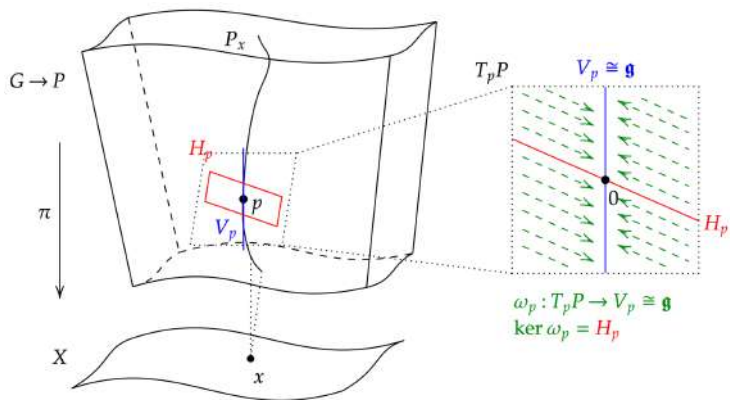 P_x
G → P
T_pP
V_p ≅ 𝔤
H_p
p
π
V_p
0
H_p
ω_p : T_pP → V_p ≅ 𝔤
ker ω_p = H_p
X
x